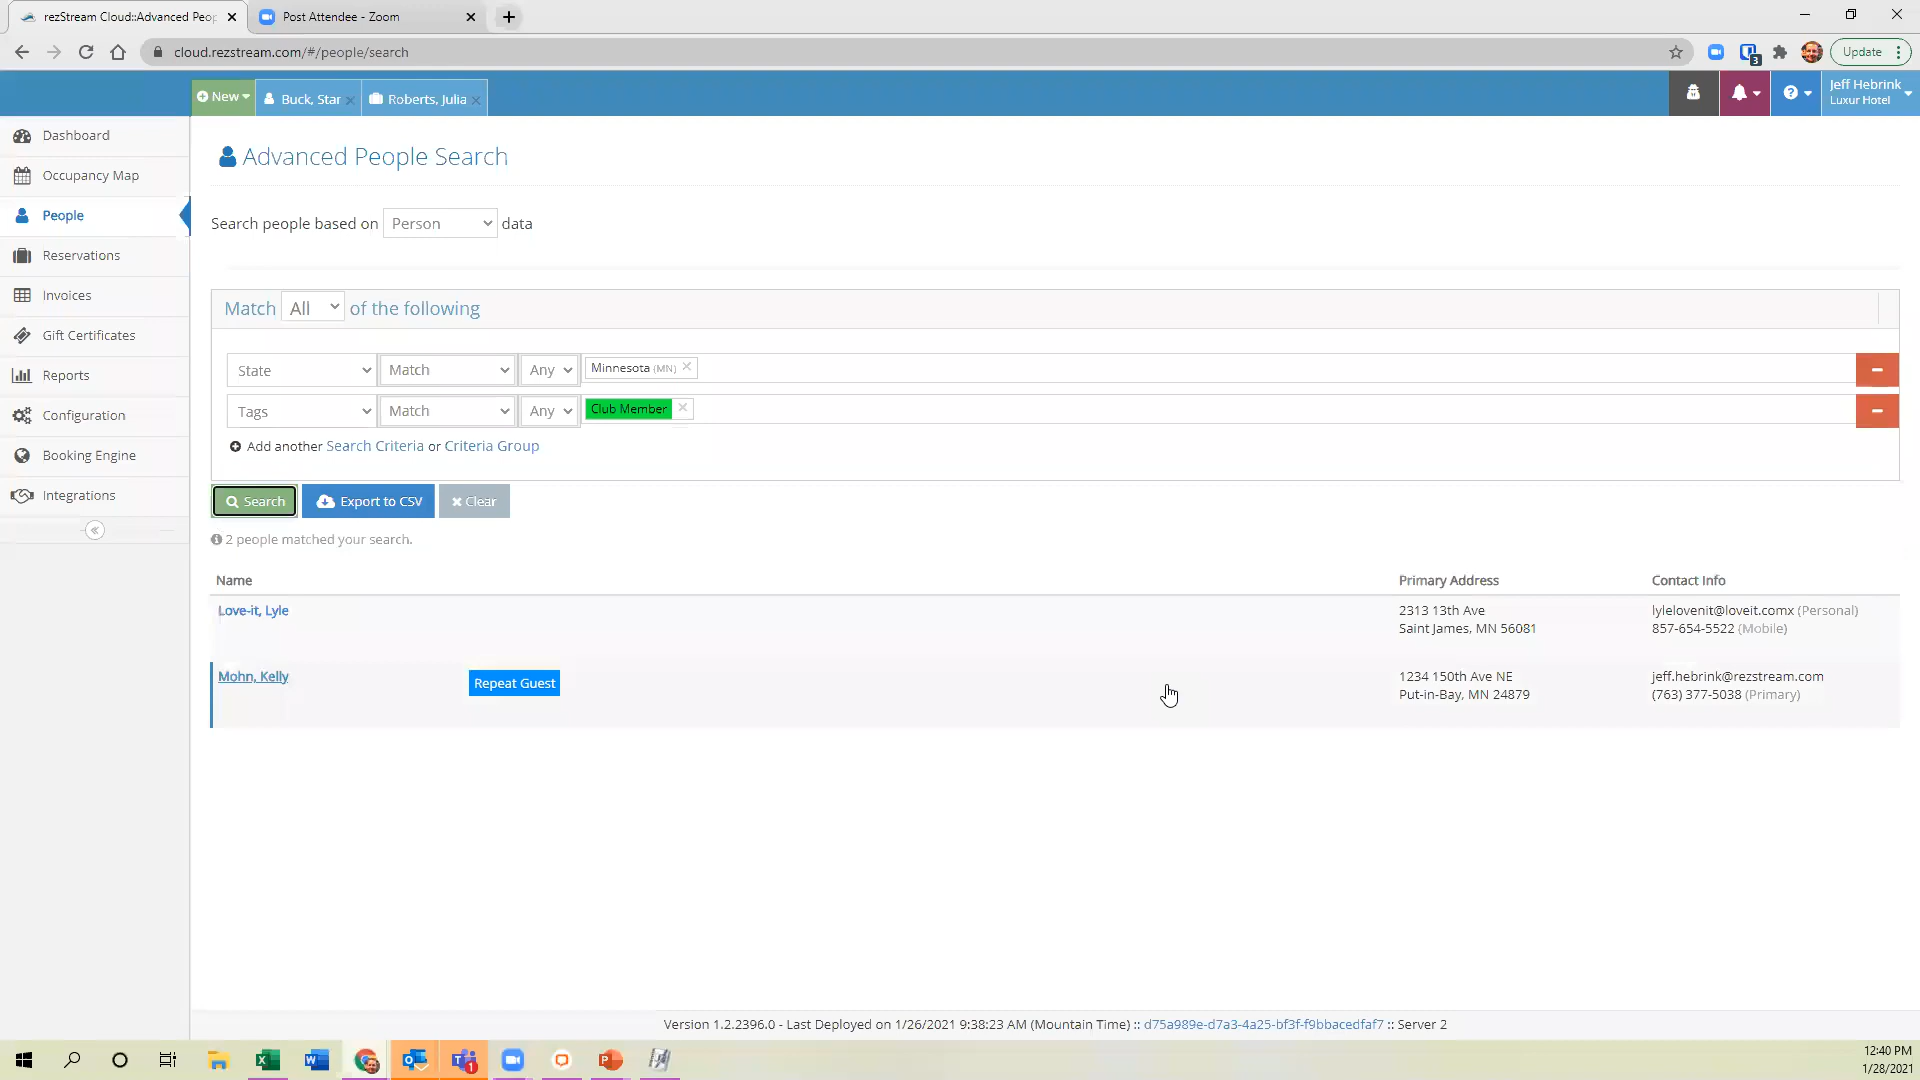 rezStream Cloud::Advanced Peop
Post Attendee - Zoom
cloud.rezstream.com/#/people/search
3
Update
New
Buck, Star
Roberts, Julia
Jeff Hebrink
Luxur Hotel
Dashboard
Occupancy Map
People
Reservations
Invoices
Gift Certificates
Reports
Configuration
Booking Engine
Integrations
Advanced People Search
Search people based on Person data
Match All of the following
State Match Any Minnesota (MN)
Tags Match Any Club Member
Add another Search Criteria or Criteria Group
Search Export to CSV Clear
2 people matched your search.
Name Primary Address Contact Info
Love-it, Lyle 2313 13th Ave lylelovenit@loveit.comx (Personal)
Saint James, MN 56081 857-654-5522 (Mobile)
Mohn, Kelly Repeat Guest 1234 150th Ave NE jeff.hebrink@rezstream.com
Put-in-Bay, MN 24879 (763) 377-5038 (Primary)
Version 1.2.2396.0 - Last Deployed on 1/26/2021 9:38:23 AM (Mountain Time) :: d75a989e-d7a3-4a25-bf3f-f9bbacedfaf7 :: Server 2
1
12:40 PM
1/28/2021